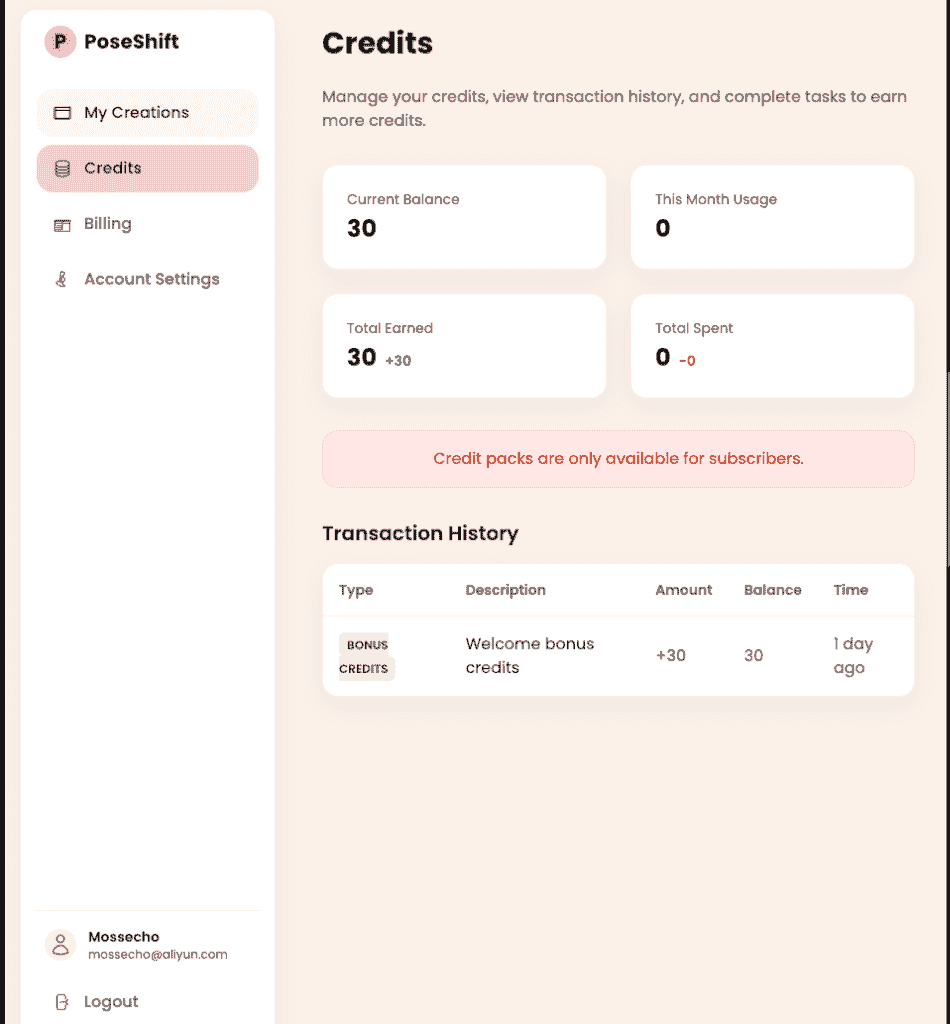 P PoseShift
My Creations
Credits
Billing
Account Settings
Mossecho
mossecho@aliyun.com
Logout
Credits
Manage your credits, view transaction history, and complete tasks to earn
more credits.
Current Balance
30
This Month Usage
0
Total Earned
30 +30
Total Spent
0 -0
Credit packs are only available for subscribers.
Transaction History
Type Description Amount Balance Time
BONUS CREDITS Welcome bonus credits +30 30 1 day ago